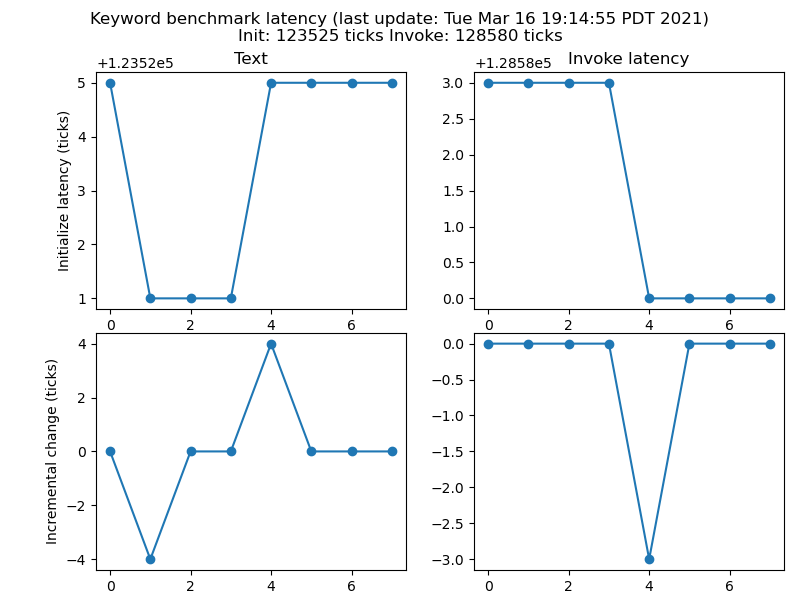 Keyword benchmark latency (last update: Tue Mar 16 19:14:55 PDT 2021)
Init: 123525 ticks Invoke: 128580 ticks
Text
+1.2352e5
5
4
3
2
1
Initialize latency (ticks)
0 2 4 6
Invoke latency
+1.2858e5
3.0
2.5
2.0
1.5
1.0
0.5
0.0
0 2 4 6
4
2
0
−2
−4
Incremental change (ticks)
0 2 4 6
0.0
−0.5
−1.0
−1.5
−2.0
−2.5
−3.0
0 2 4 6